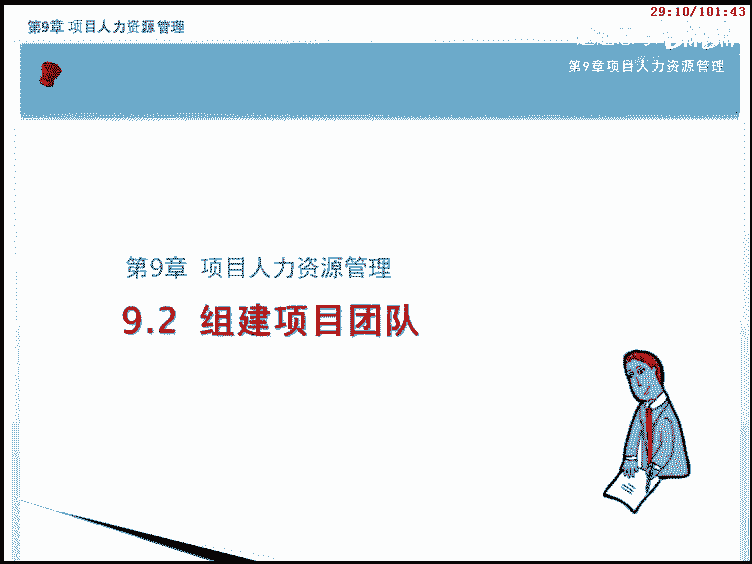 29:10/101:43
第9章 项目人力资源管理
第9章项目人力资源管理
第9章 项目人力资源管理
9.2 组建项目团队